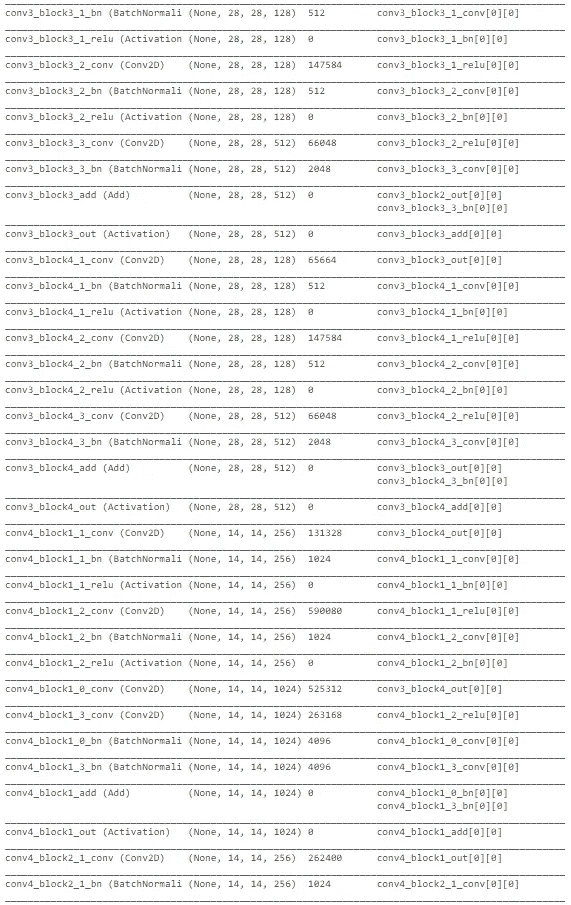 conv3_block3_1_bn (BatchNormali (None, 28, 28, 128) 512 conv3_block3_1_conv[0][0]
conv3_block3_1_relu (Activation (None, 28, 28, 128) 0 conv3_block3_1_bn[0][0]
conv3_block3_2_conv (Conv2D) (None, 28, 28, 128) 147584 conv3_block3_1_relu[0][0]
conv3_block3_2_bn (BatchNormali (None, 28, 28, 128) 512 conv3_block3_2_conv[0][0]
conv3_block3_2_relu (Activation (None, 28, 28, 128) 0 conv3_block3_2_bn[0][0]
conv3_block3_3_conv (Conv2D) (None, 28, 28, 512) 66048 conv3_block3_2_relu[0][0]
conv3_block3_3_bn (BatchNormali (None, 28, 28, 512) 2048 conv3_block3_3_conv[0][0]
conv3_block3_add (Add) (None, 28, 28, 512) 0 conv3_block2_out[0][0]
conv3_block3_3_bn[0][0]
conv3_block3_out (Activation) (None, 28, 28, 512) 0 conv3_block3_add[0][0]
conv3_block4_1_conv (Conv2D) (None, 28, 28, 128) 65664 conv3_block3_out[0][0]
conv3_block4_1_bn (BatchNormali (None, 28, 28, 128) 512 conv3_block4_1_conv[0][0]
conv3_block4_1_relu (Activation (None, 28, 28, 128) 0 conv3_block4_1_bn[0][0]
conv3_block4_2_conv (Conv2D) (None, 28, 28, 128) 147584 conv3_block4_1_relu[0][0]
conv3_block4_2_bn (BatchNormali (None, 28, 28, 128) 512 conv3_block4_2_conv[0][0]
conv3_block4_2_relu (Activation (None, 28, 28, 128) 0 conv3_block4_2_bn[0][0]
conv3_block4_3_conv (Conv2D) (None, 28, 28, 512) 66048 conv3_block4_2_relu[0][0]
conv3_block4_3_bn (BatchNormali (None, 28, 28, 512) 2048 conv3_block4_3_conv[0][0]
conv3_block4_add (Add) (None, 28, 28, 512) 0 conv3_block3_out[0][0]
conv3_block4_3_bn[0][0]
conv3_block4_out (Activation) (None, 28, 28, 512) 0 conv3_block4_add[0][0]
conv4_block1_1_conv (Conv2D) (None, 14, 14, 256) 131328 conv3_block4_out[0][0]
conv4_block1_1_bn (BatchNormali (None, 14, 14, 256) 1024 conv4_block1_1_conv[0][0]
conv4_block1_1_relu (Activation (None, 14, 14, 256) 0 conv4_block1_1_bn[0][0]
conv4_block1_2_conv (Conv2D) (None, 14, 14, 256) 590080 conv4_block1_1_relu[0][0]
conv4_block1_2_bn (BatchNormali (None, 14, 14, 256) 1024 conv4_block1_2_conv[0][0]
conv4_block1_2_relu (Activation (None, 14, 14, 256) 0 conv4_block1_2_bn[0][0]
conv4_block1_0_conv (Conv2D) (None, 14, 14, 1024) 525312 conv3_block4_out[0][0]
conv4_block1_3_conv (Conv2D) (None, 14, 14, 1024) 263168 conv4_block1_2_relu[0][0]
conv4_block1_0_bn (BatchNormali (None, 14, 14, 1024) 4096 conv4_block1_0_conv[0][0]
conv4_block1_3_bn (BatchNormali (None, 14, 14, 1024) 4096 conv4_block1_3_conv[0][0]
conv4_block1_add (Add) (None, 14, 14, 1024) 0 conv4_block1_0_bn[0][0]
conv4_block1_3_bn[0][0]
conv4_block1_out (Activation) (None, 14, 14, 1024) 0 conv4_block1_add[0][0]
conv4_block2_1_conv (Conv2D) (None, 14, 14, 256) 262400 conv4_block1_out[0][0]
conv4_block2_1_bn (BatchNormali (None, 14, 14, 256) 1024 conv4_block2_1_conv[0][0]